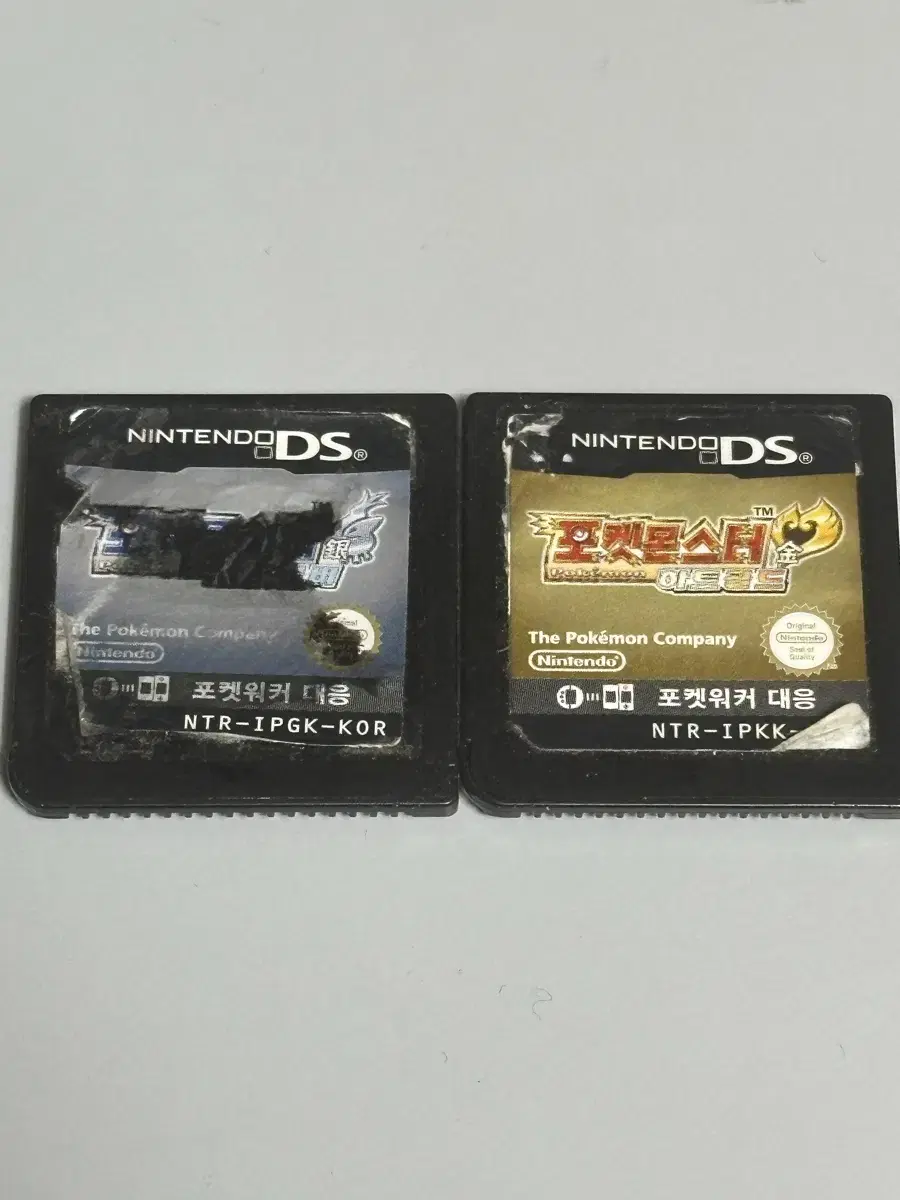 NINTENDO DS®
銀
The Pokémon Company
Nintendo®
포켓워커 대응
NTR-IPGK-KOR
NINTENDO DS®
포켓몬스터™
金
Pokémon 하트골드
The Pokémon Company
Original
Nintendo
Seal of
Quality
Nintendo®
포켓워커 대응
NTR-IPKK-